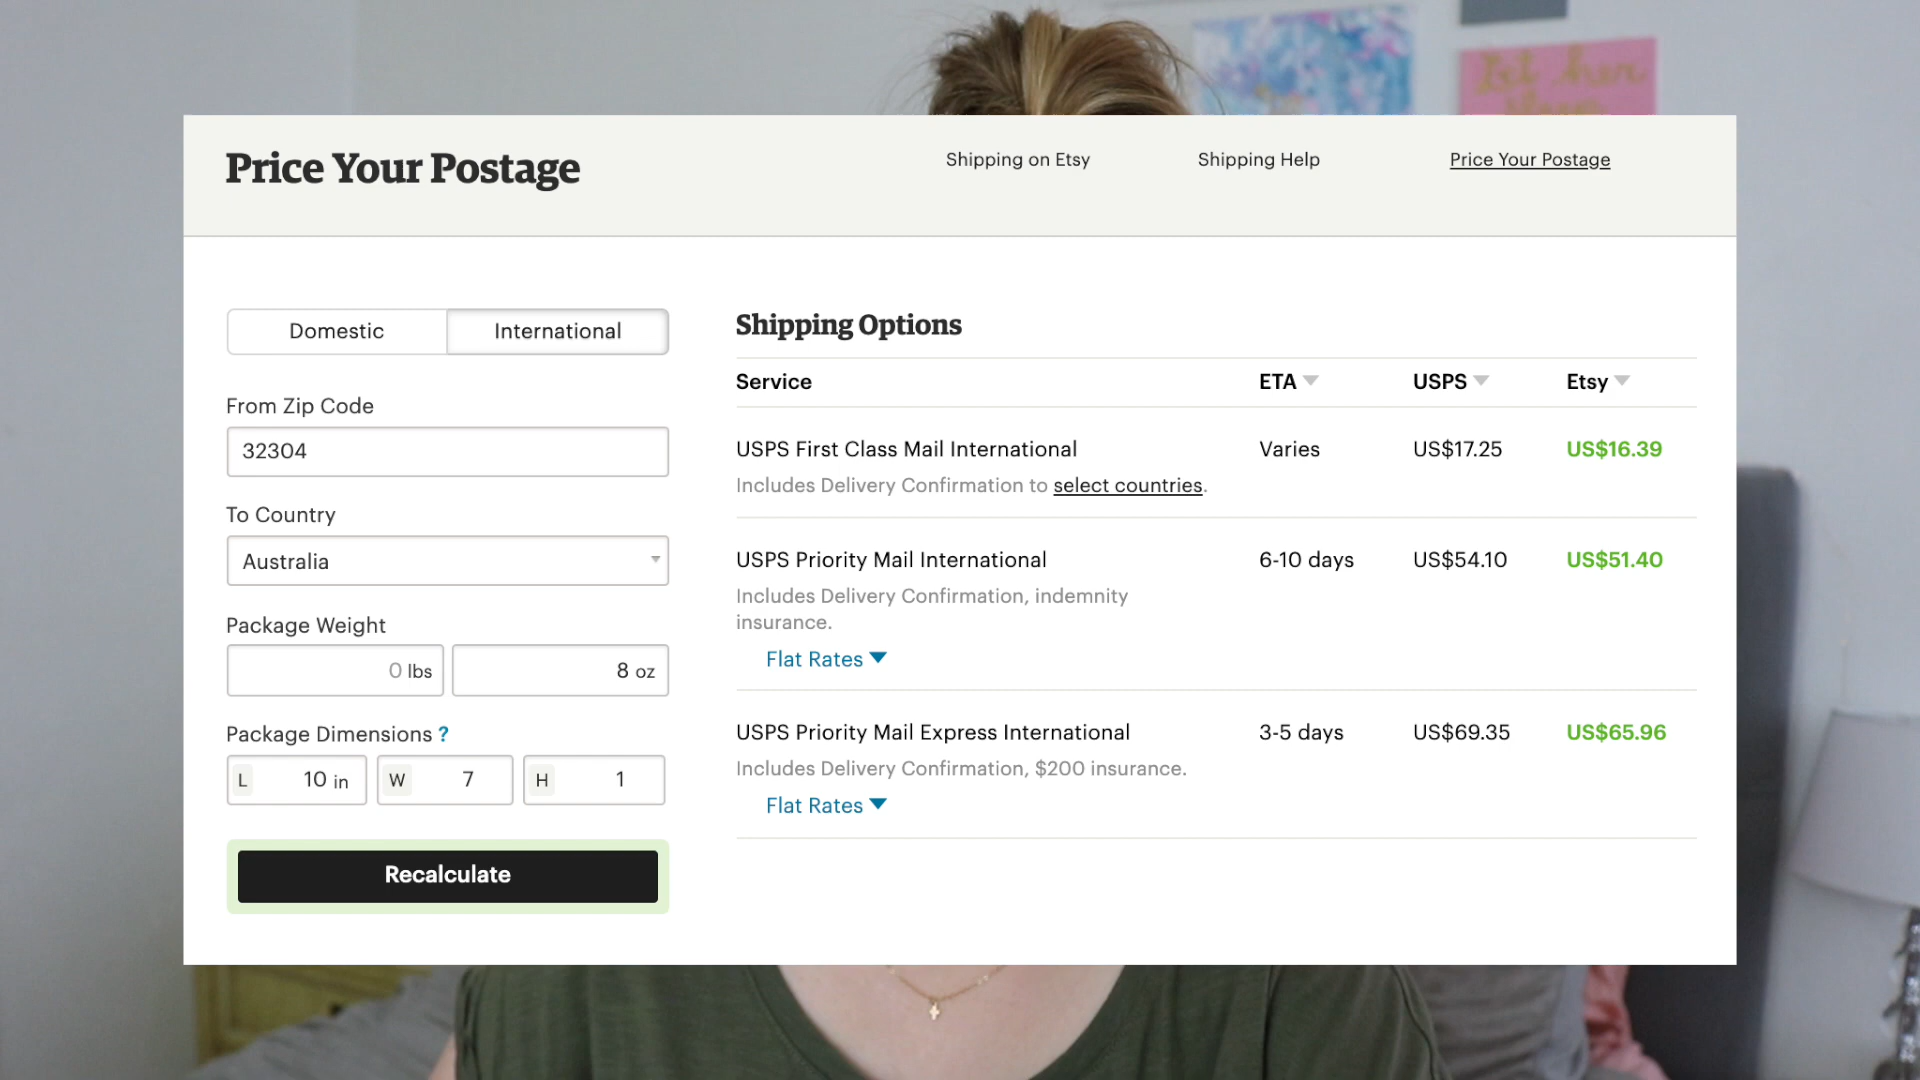 Let her
Price Your Postage
Shipping on Etsy
Shipping Help
Price Your Postage
Domestic
International
From Zip Code
32304
To Country
Australia
Package Weight
0 lbs
8 oz
Package Dimensions ?
L 10 in
W 7
H 1
Recalculate
Shipping Options
Service ETA USPS Etsy
USPS First Class Mail International Varies US$17.25 US$16.39
Includes Delivery Confirmation to select countries.
USPS Priority Mail International 6-10 days US$54.10 US$51.40
Includes Delivery Confirmation, indemnity
insurance.
Flat Rates
USPS Priority Mail Express International 3-5 days US$69.35 US$65.96
Includes Delivery Confirmation, $200 insurance.
Flat Rates